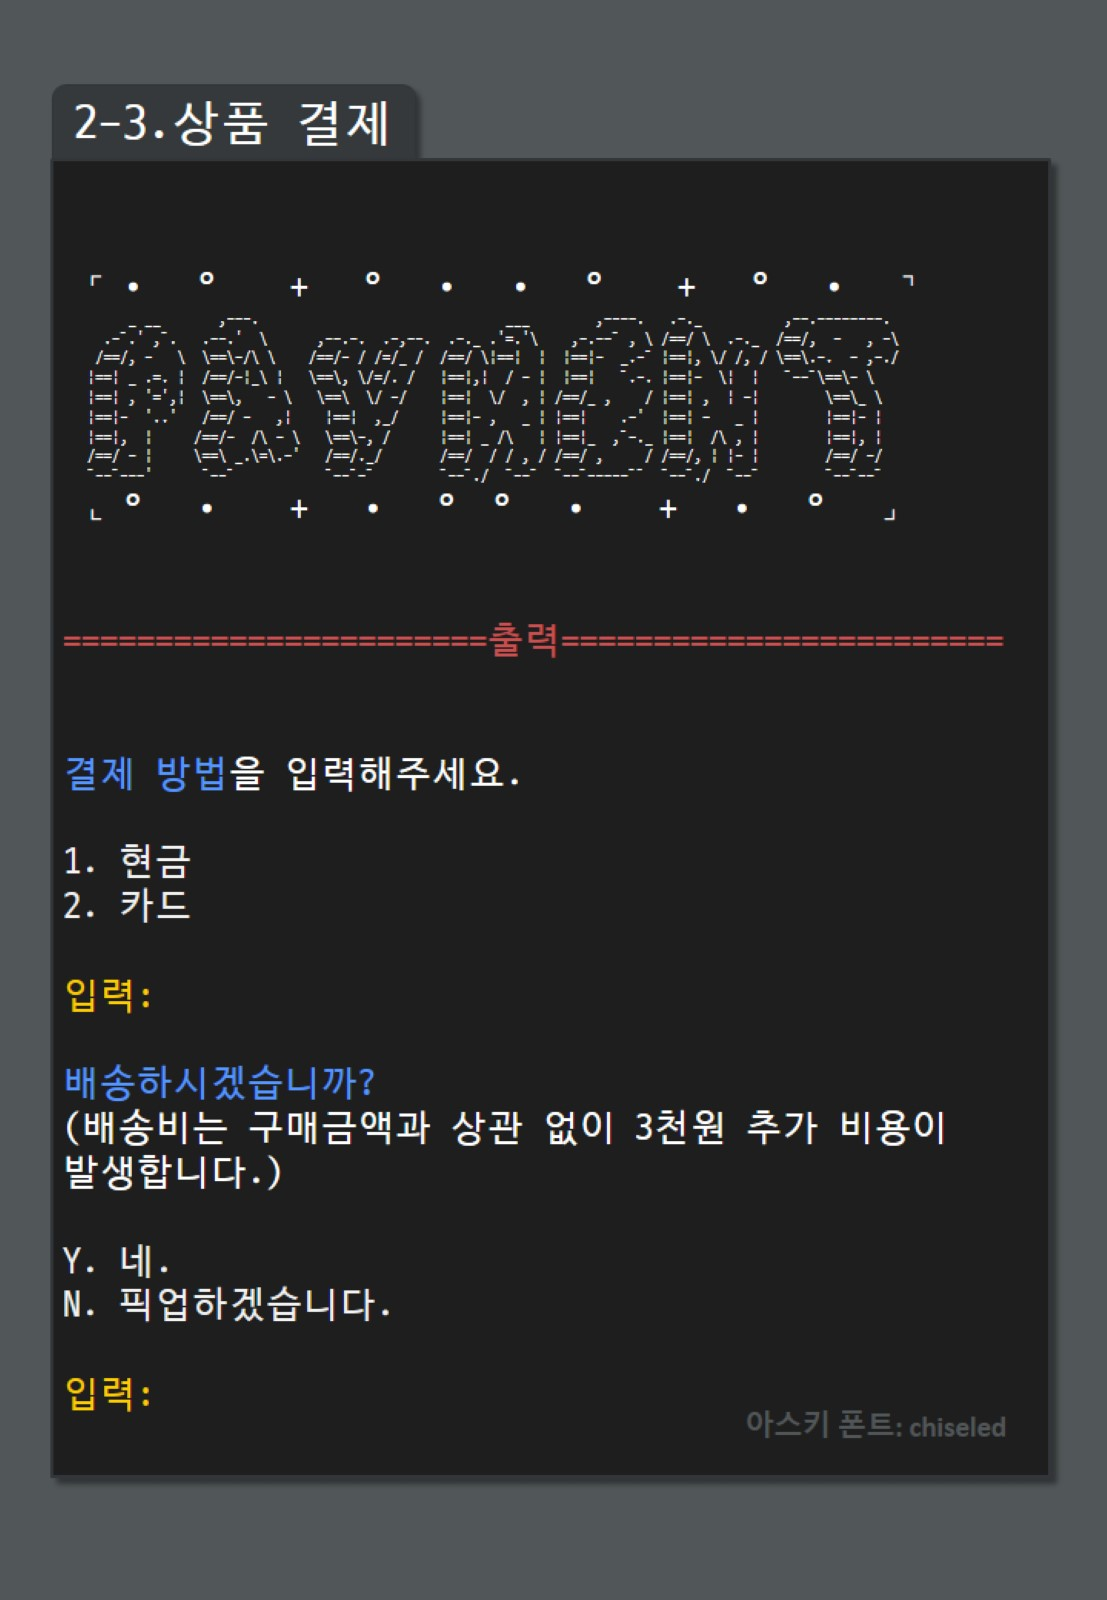 2-3.상품 결제
PAYMENT
=======================출력========================
결제 방법을 입력해주세요.
1. 현금
2. 카드
입력:
배송하시겠습니까?
(배송비는 구매금액과 상관 없이 3천원 추가 비용이
발생합니다.)
Y. 네.
N. 픽업하겠습니다.
입력:
아스키 폰트: chiseled